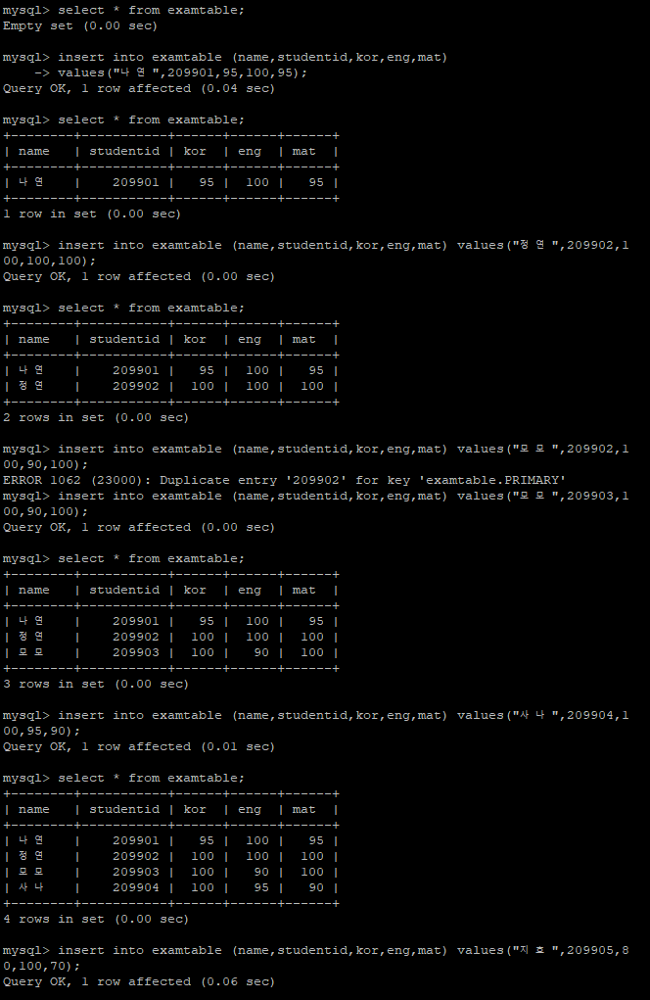 mysql> select * from examtable;
Empty set (0.00 sec)
mysql> insert into examtable (name,studentid,kor,eng,mat)
    -> values("나연",209901,95,100,95);
Query OK, 1 row affected (0.04 sec)
mysql> select * from examtable;
+--------+-----------+------+------+------+
| name   | studentid | kor  | eng  | mat  |
+--------+-----------+------+------+------+
| 나연   |    209901 |   95 |  100 |   95 |
+--------+-----------+------+------+------+
1 row in set (0.00 sec)
mysql> insert into examtable (name,studentid,kor,eng,mat) values("정연",209902,1
00,100,100);
Query OK, 1 row affected (0.00 sec)
mysql> select * from examtable;
+--------+-----------+------+------+------+
| name   | studentid | kor  | eng  | mat  |
+--------+-----------+------+------+------+
| 나연   |    209901 |   95 |  100 |   95 |
| 정연   |    209902 |  100 |  100 |  100 |
+--------+-----------+------+------+------+
2 rows in set (0.00 sec)
mysql> insert into examtable (name,studentid,kor,eng,mat) values("모모",209902,1
00,90,100);
ERROR 1062 (23000): Duplicate entry '209902' for key 'examtable.PRIMARY'
mysql> insert into examtable (name,studentid,kor,eng,mat) values("모모",209903,1
00,90,100);
Query OK, 1 row affected (0.00 sec)
mysql> select * from examtable;
+--------+-----------+------+------+------+
| name   | studentid | kor  | eng  | mat  |
+--------+-----------+------+------+------+
| 나연   |    209901 |   95 |  100 |   95 |
| 정연   |    209902 |  100 |  100 |  100 |
| 모모   |    209903 |  100 |   90 |  100 |
+--------+-----------+------+------+------+
3 rows in set (0.00 sec)
mysql> insert into examtable (name,studentid,kor,eng,mat) values("사나",209904,1
00,95,90);
Query OK, 1 row affected (0.01 sec)
mysql> select * from examtable;
+--------+-----------+------+------+------+
| name   | studentid | kor  | eng  | mat  |
+--------+-----------+------+------+------+
| 나연   |    209901 |   95 |  100 |   95 |
| 정연   |    209902 |  100 |  100 |  100 |
| 모모   |    209903 |  100 |   90 |  100 |
| 사나   |    209904 |  100 |   95 |   90 |
+--------+-----------+------+------+------+
4 rows in set (0.00 sec)
mysql> insert into examtable (name,studentid,kor,eng,mat) values("지효",209905,8
0,100,70);
Query OK, 1 row affected (0.06 sec)